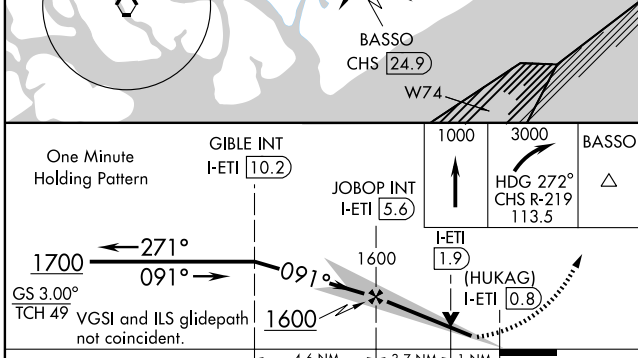 BASSO
CHS 24.9
W74
One Minute
Holding Pattern
GIBLE INT
I-ETI 10.2
JOBOP INT
I-ETI 5.6
1000
3000
HDG 272°
CHS R-219
113.5
BASSO
I-ETI
1.9
(HUKAG)
I-ETI 0.8
1700
271°
091°
091°
1600
1600
GS 3.00°
TCH 49
VGSI and ILS glidepath
not coincident.
4.6 NM
3.7 NM
1 NM